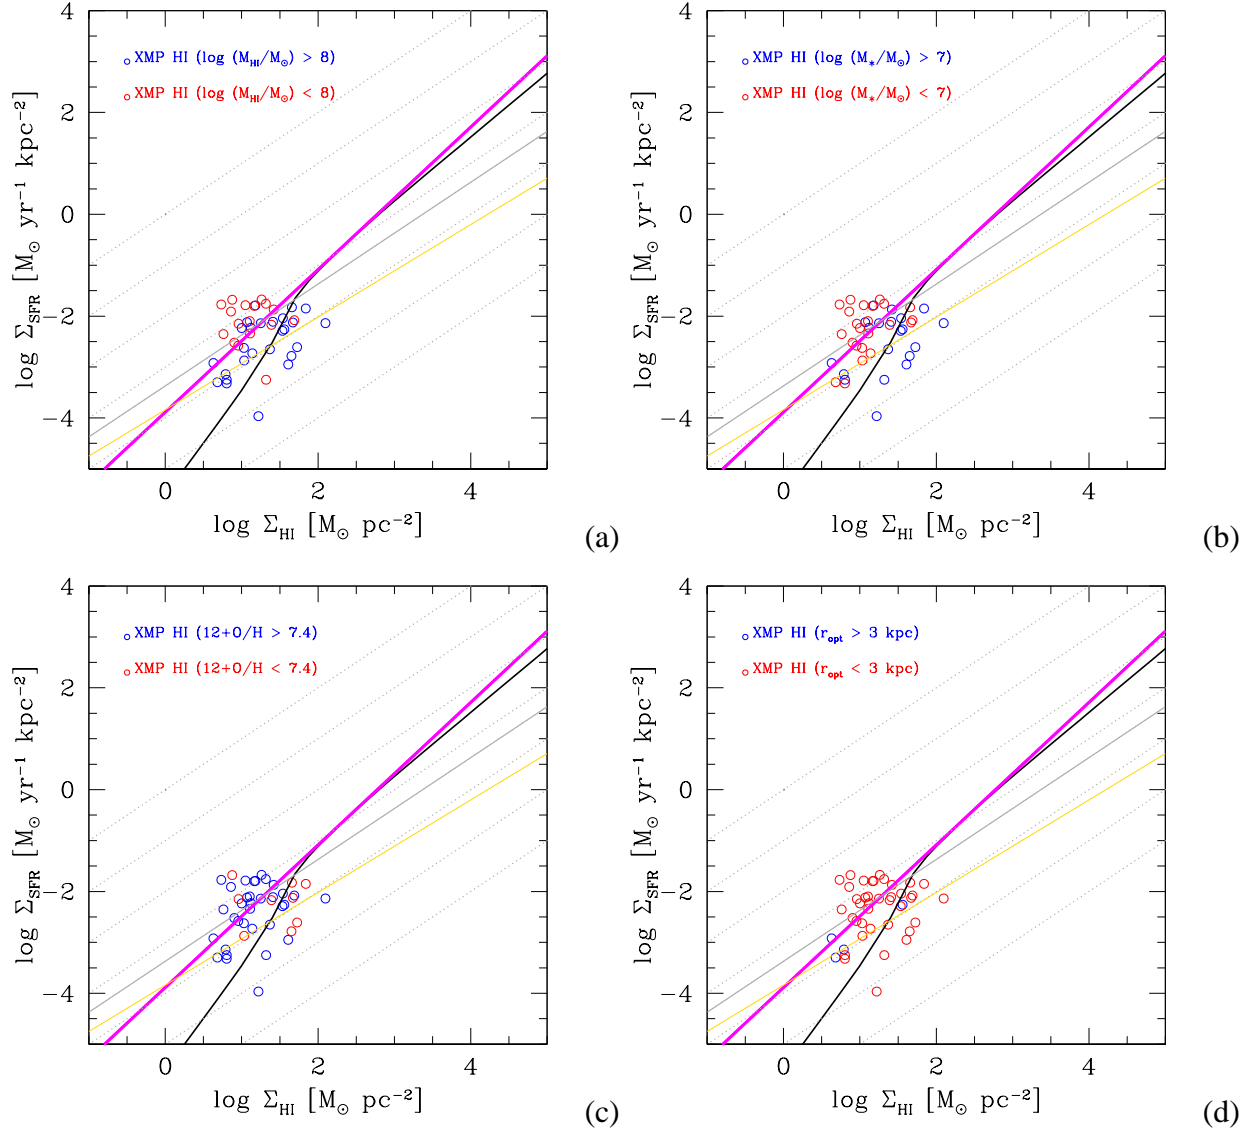 4
2
0
−2
−4
log Σ_SFR [M_⊙ yr⁻¹ kpc⁻²]
XMP HI (log (M_HI/M_⊙) > 8)
XMP HI (log (M_HI/M_⊙) < 8)
0 2 4
log Σ_HI [M_⊙ pc⁻²]
(a)
4
2
0
−2
−4
log Σ_SFR [M_⊙ yr⁻¹ kpc⁻²]
XMP HI (log (M_*/M_⊙) > 7)
XMP HI (log (M_*/M_⊙) < 7)
0 2 4
log Σ_HI [M_⊙ pc⁻²]
(b)
4
2
0
−2
−4
log Σ_SFR [M_⊙ yr⁻¹ kpc⁻²]
XMP HI (12+O/H > 7.4)
XMP HI (12+O/H < 7.4)
0 2 4
log Σ_HI [M_⊙ pc⁻²]
(c)
4
2
0
−2
−4
log Σ_SFR [M_⊙ yr⁻¹ kpc⁻²]
XMP HI (r_opt > 3 kpc)
XMP HI (r_opt < 3 kpc)
0 2 4
log Σ_HI [M_⊙ pc⁻²]
(d)